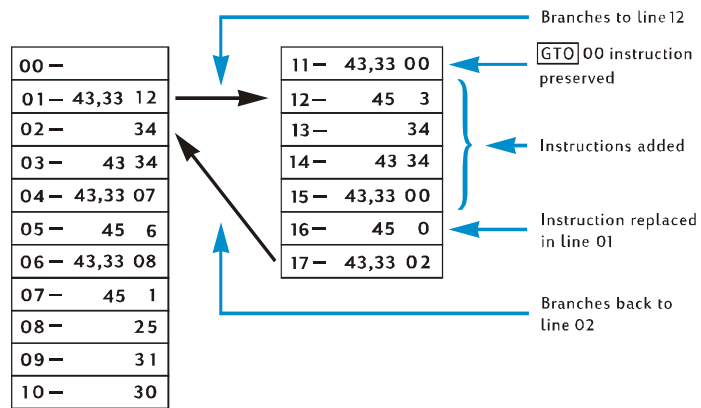 00 –
01 – 43,33 12
02 – 34
03 – 43 34
04 – 43,33 07
05 – 45 6
06 – 43,33 08
07 – 45 1
08 – 25
09 – 31
10 – 30
11 – 43,33 00
12 – 45 3
13 – 34
14 – 43 34
15 – 43,33 00
16 – 45 0
17 – 43,33 02
Branches to line 12
GTO 00 instruction
preserved
Instructions added
Instruction replaced
in line 01
Branches back to
line 02